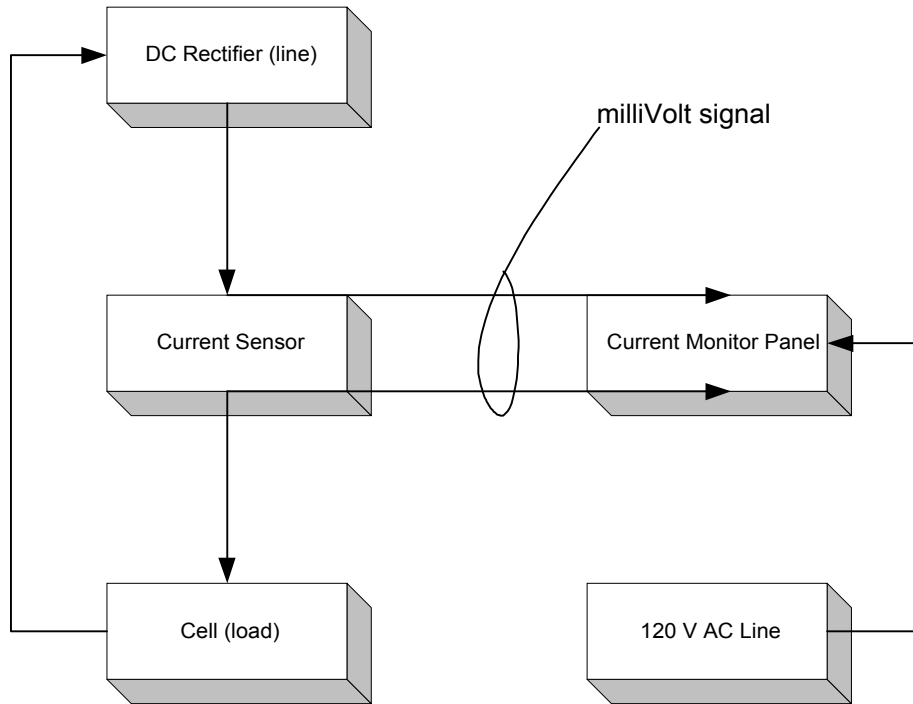 DC Rectifier (line)
milliVolt signal
Current Sensor
Current Monitor Panel
Cell (load)
120 V AC Line